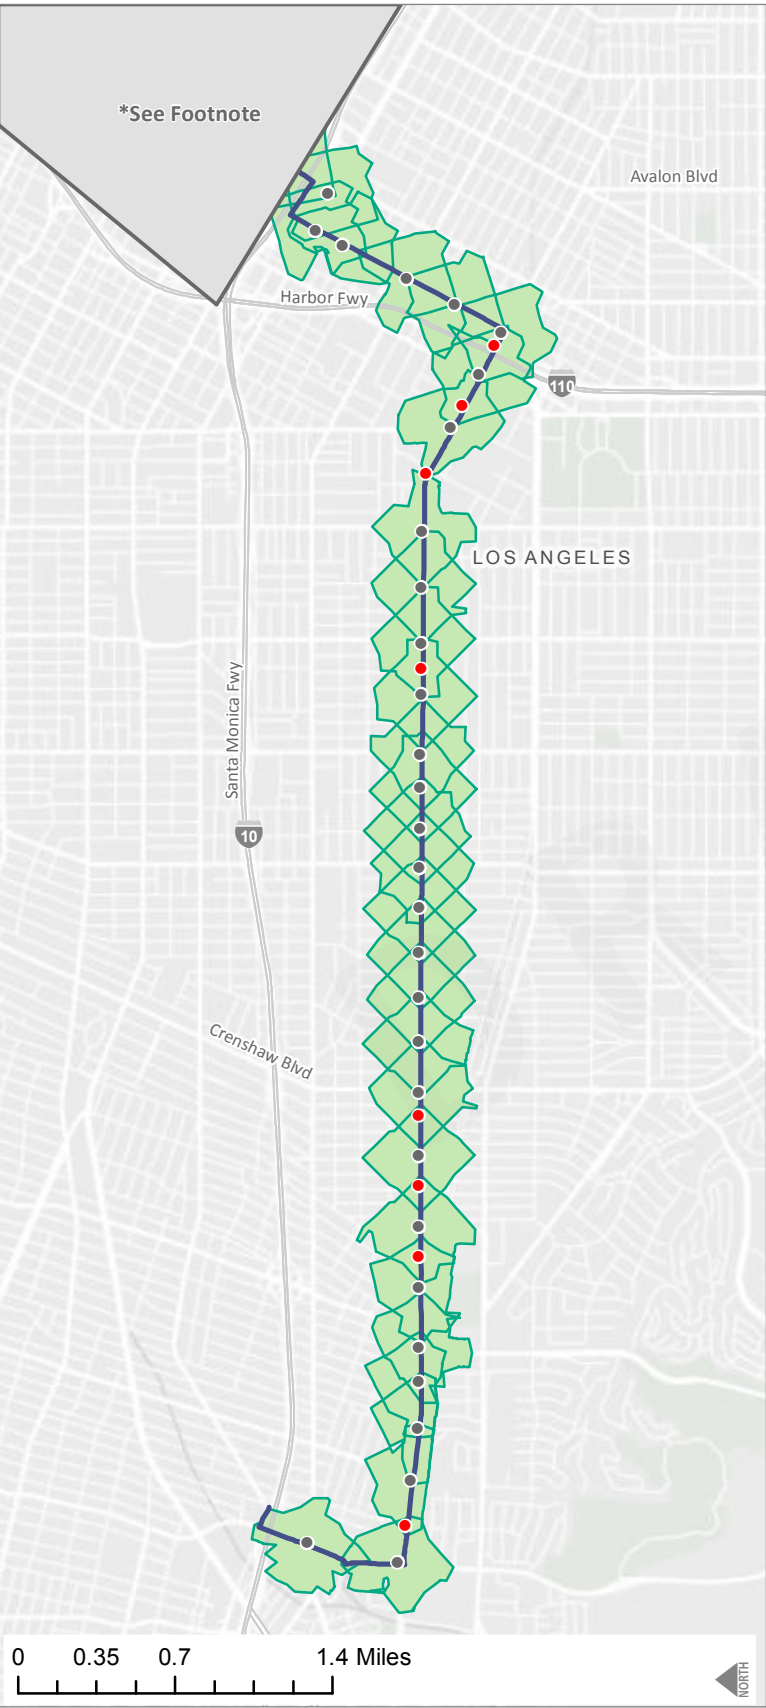 *See Footnote
Avalon Blvd
Harbor Fwy
110
LOS ANGELES
Santa Monica Fwy
10
Crenshaw Blvd
0 0.35 0.7 1.4 Miles
NORTH